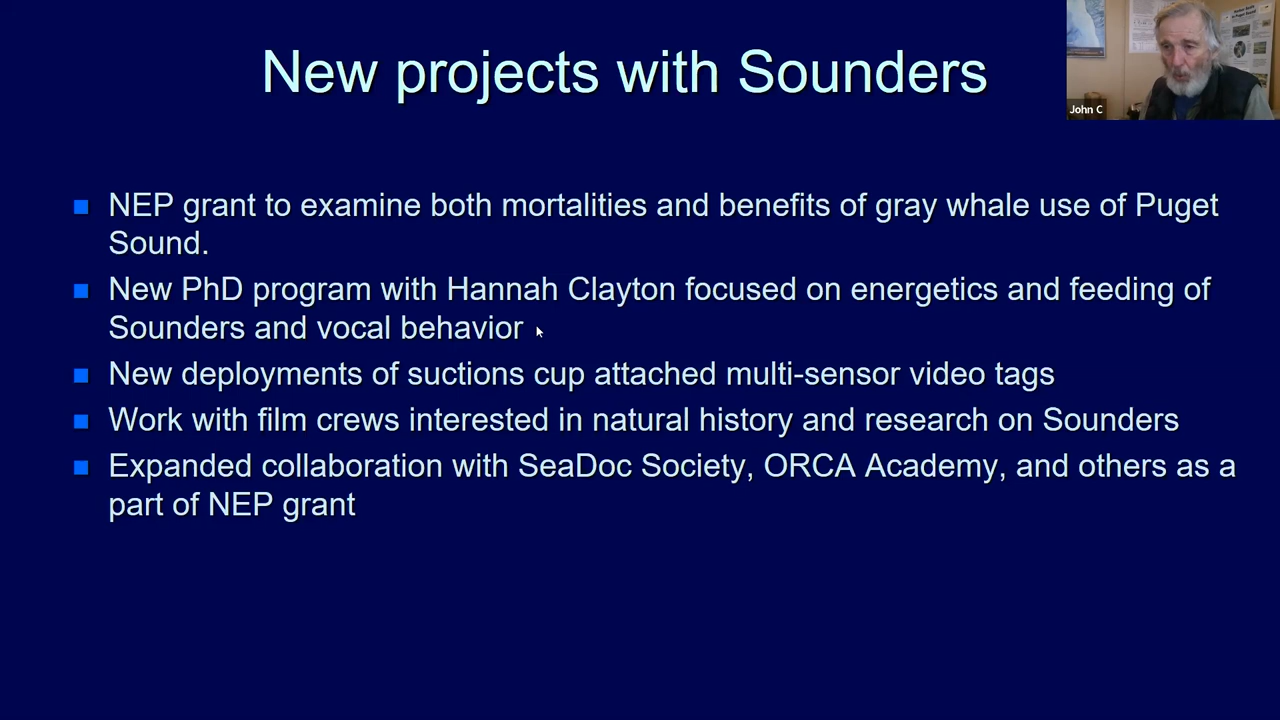 New projects with Sounders
John C
NEP grant to examine both mortalities and benefits of gray whale use of Puget
Sound.
New PhD program with Hannah Clayton focused on energetics and feeding of
Sounders and vocal behavior
New deployments of suctions cup attached multi-sensor video tags
Work with film crews interested in natural history and research on Sounders
Expanded collaboration with SeaDoc Society, ORCA Academy, and others as a
part of NEP grant